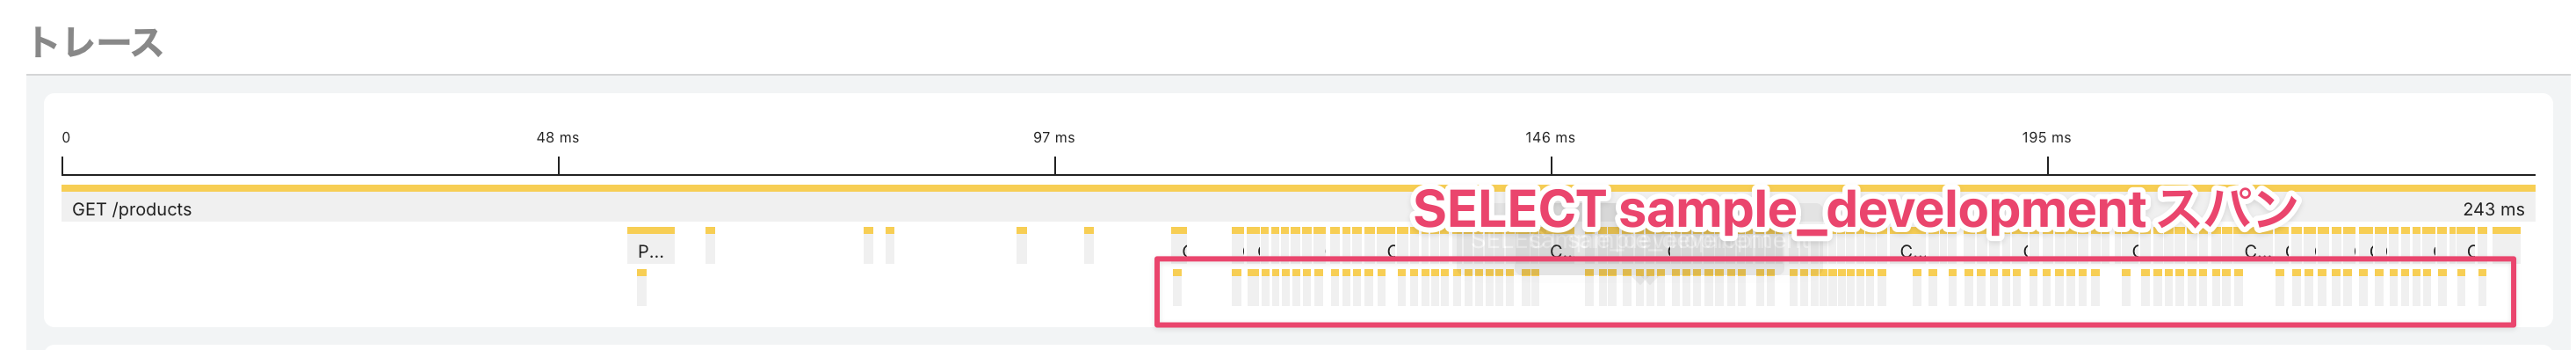 トレース
0 48 ms 97 ms 146 ms 195 ms
SELECT sample_development スパン
GET /products 243 ms
P... C C C.. C... C C C... C C C